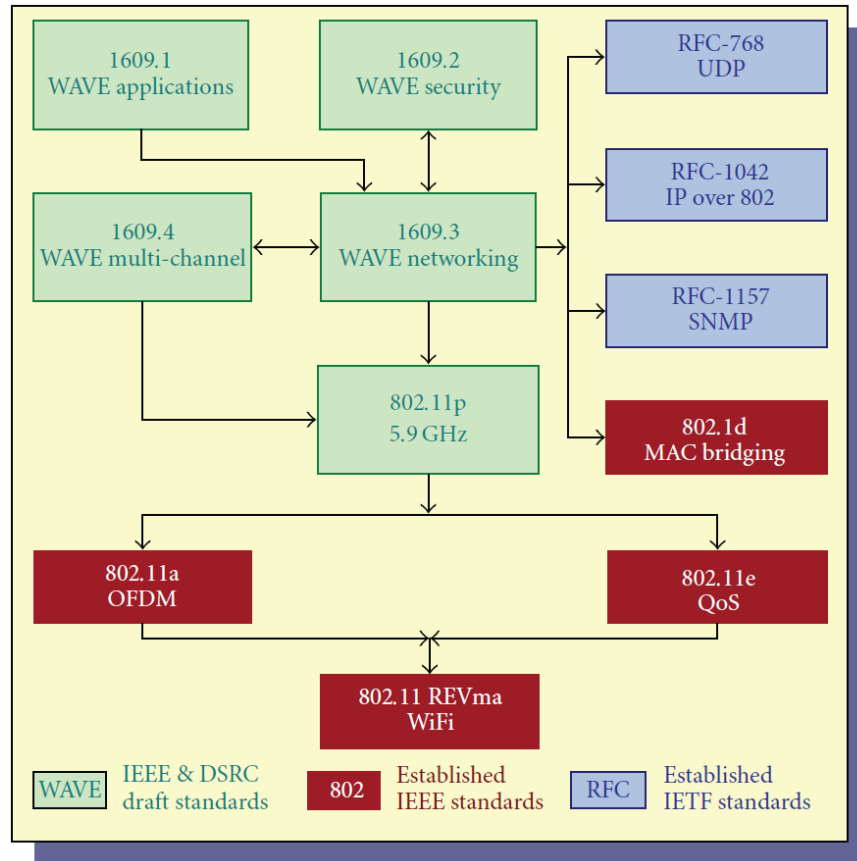 1609.1
WAVE applications
1609.2
WAVE security
RFC-768
UDP
RFC-1042
IP over 802
1609.4
WAVE multi-channel
1609.3
WAVE networking
RFC-1157
SNMP
802.11p
5.9 GHz
802.1d
MAC bridging
802.11a
OFDM
802.11e
QoS
802.11 REVma
WiFi
WAVE
IEEE & DSRC
draft standards
802
Established
IEEE standards
RFC
Established
IETF standards